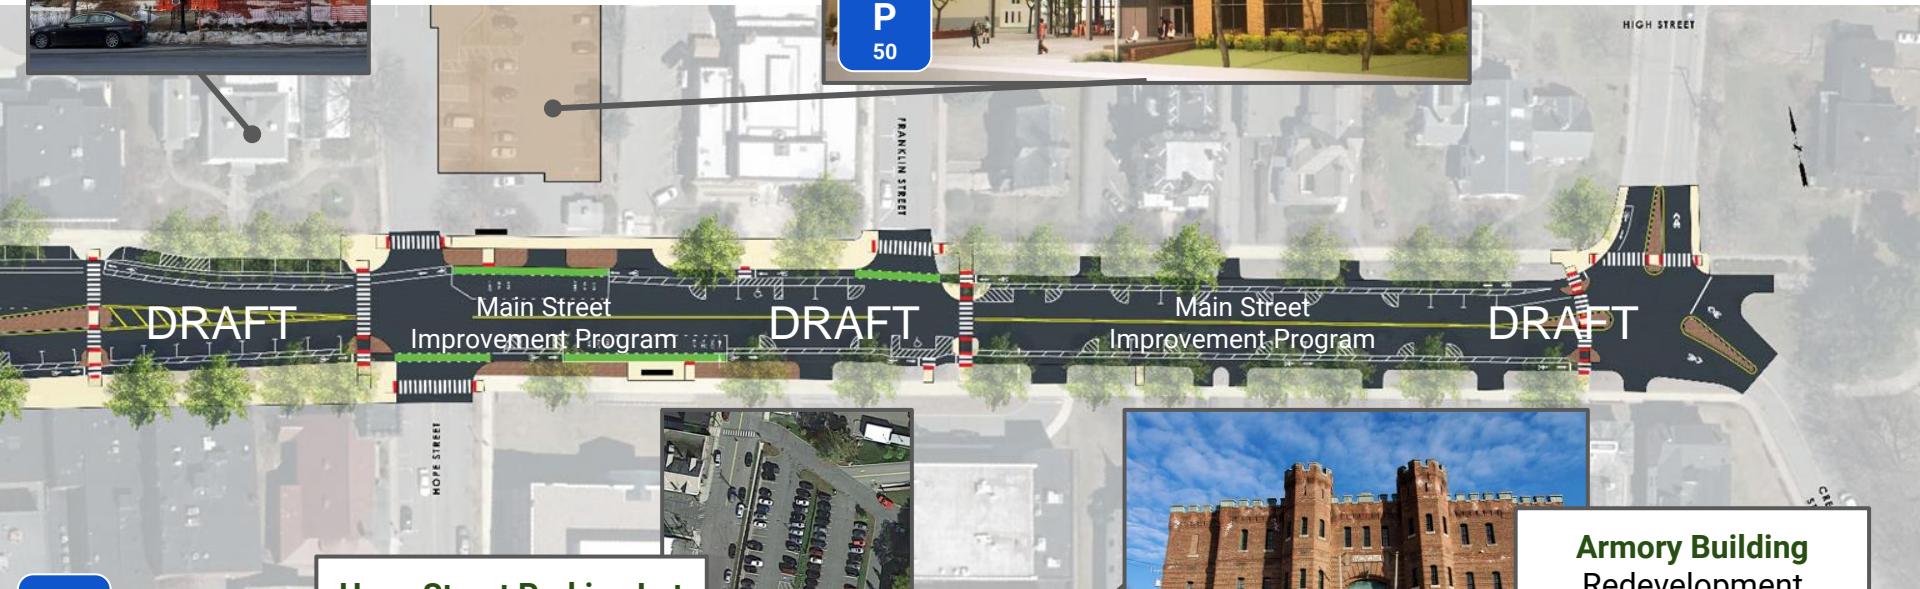 P
50
HIGH STREET
FRANKLIN STREET
DRAFT
Main Street
Improvement Program
DRAFT
Main Street
Improvement Program
DRAFT
HOPE STREET
Armory Building
Redevelopment